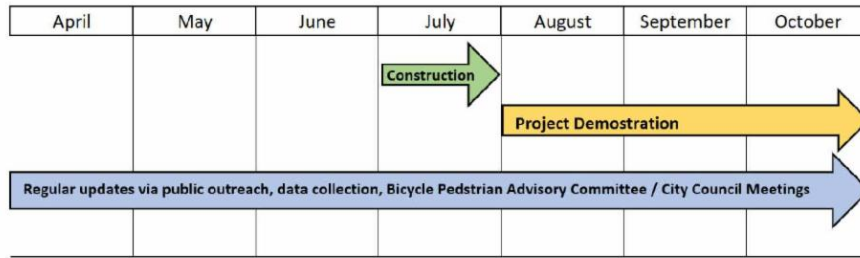 April May June July August September October
Construction
Project Demostration
Regular updates via public outreach, data collection, Bicycle Pedstrian Advisory Committee / City Council Meetings